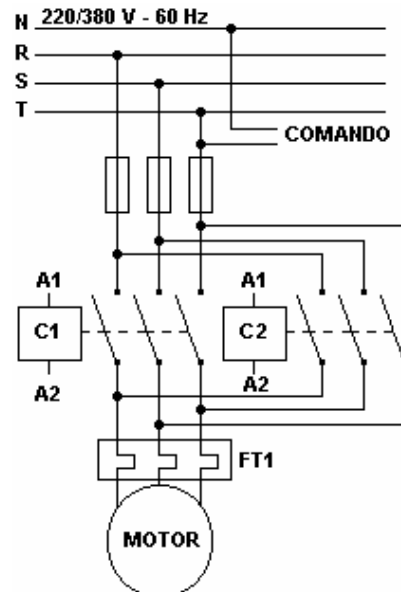 N 220/380 V - 60 Hz
R
S
T
COMANDO
A1 A1
C1 C2
A2 A2
FT1
MOTOR